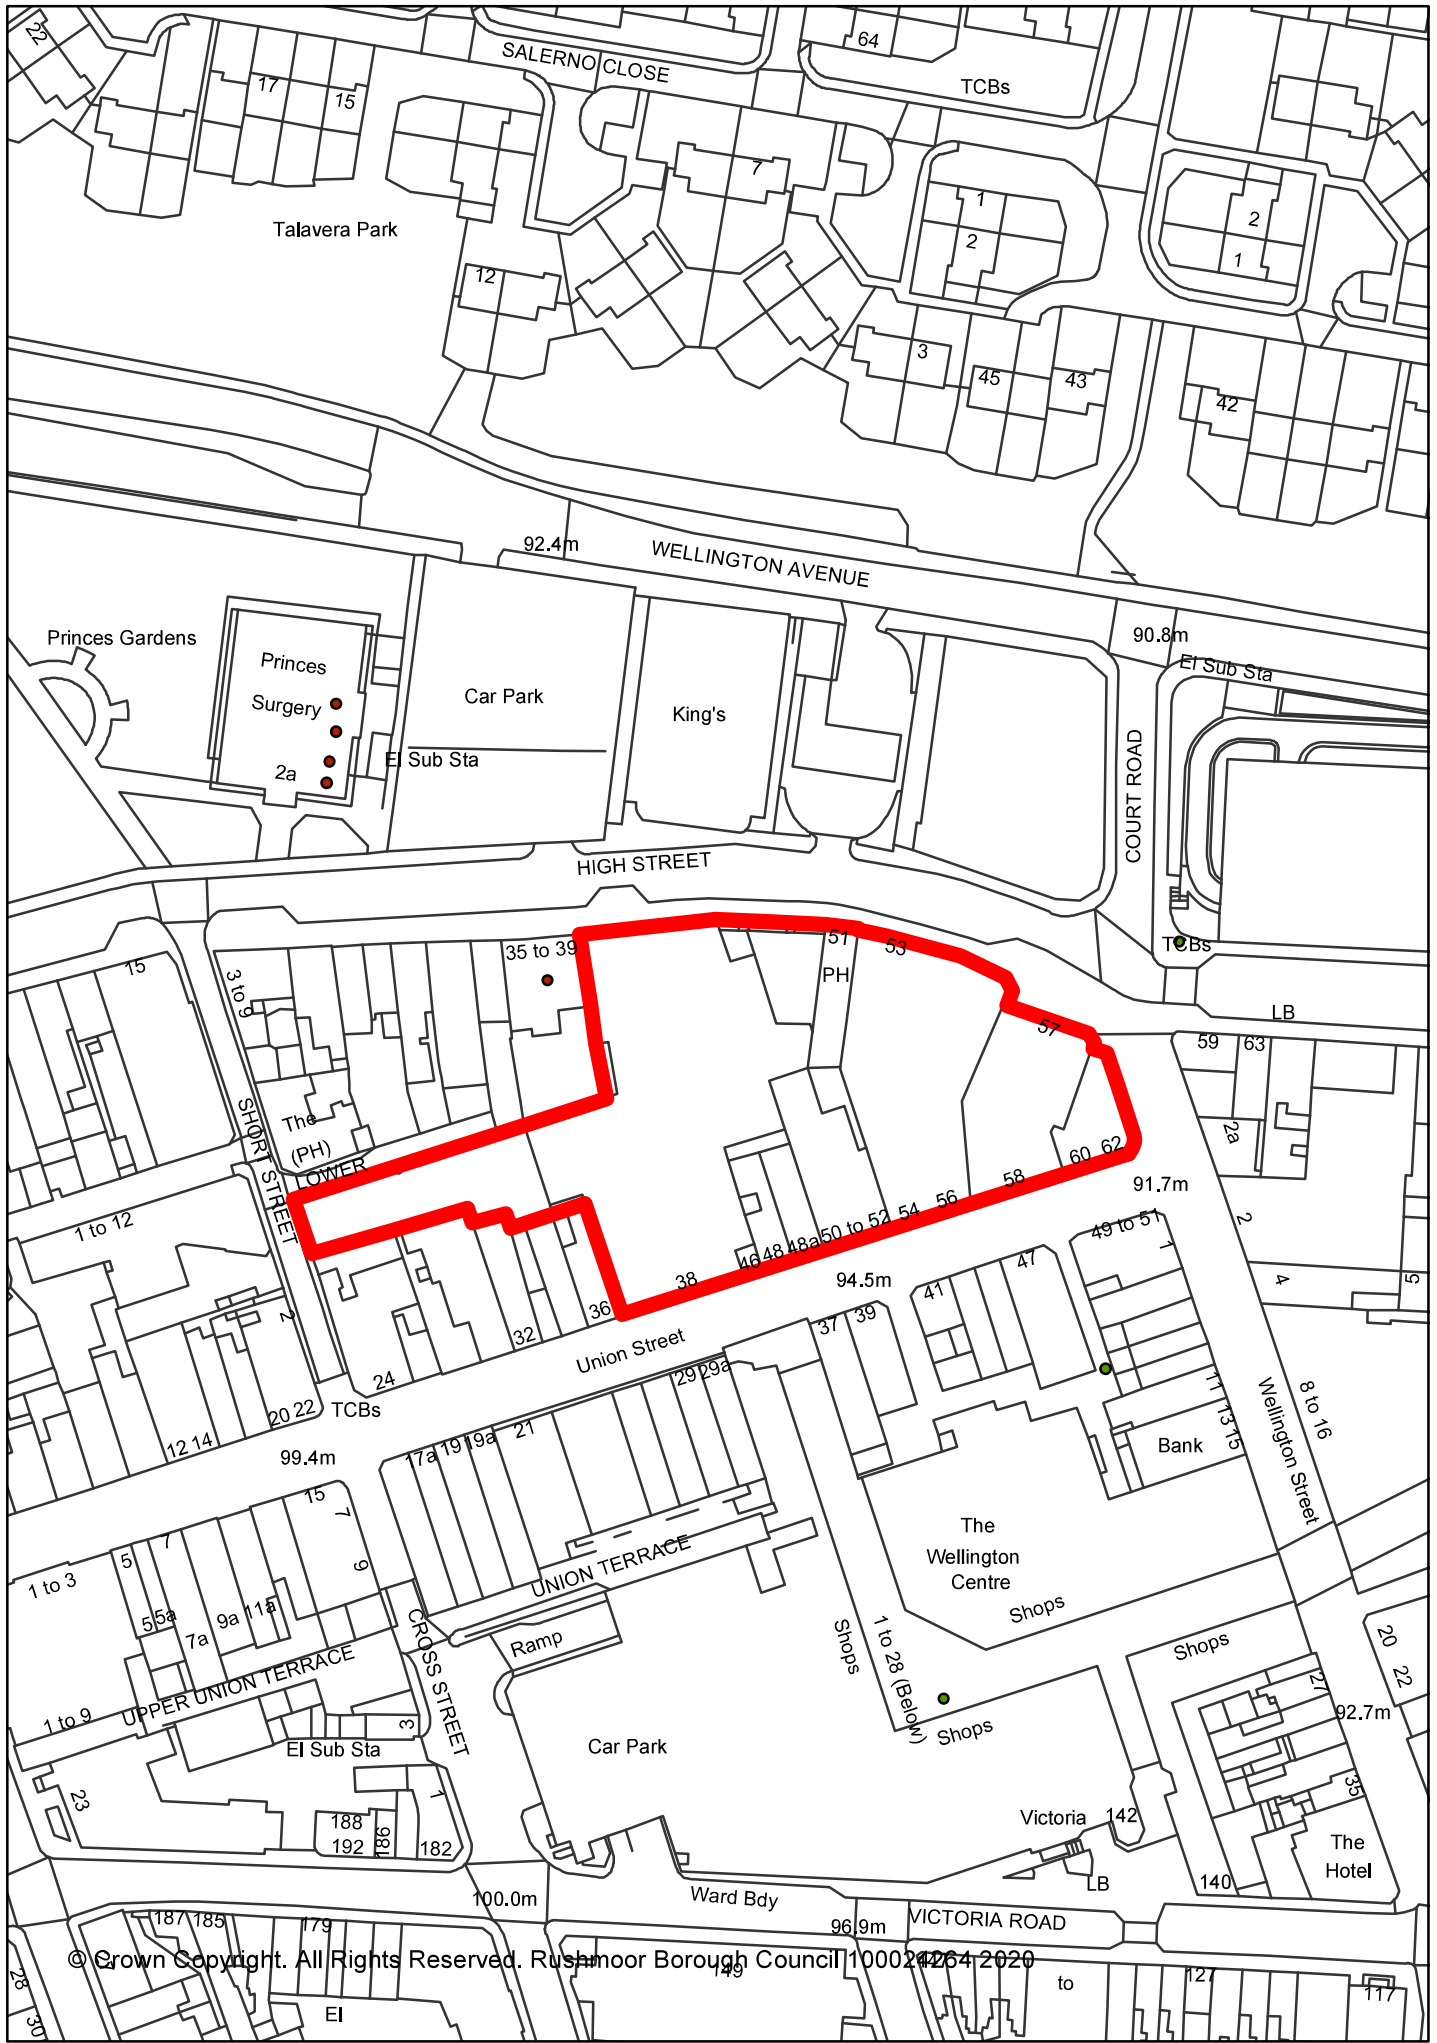 22
SALERNO CLOSE
64
TCBs
17
15
7
1
2
2
1
Talavera Park
12
3
45
43
42
92.4m
WELLINGTON AVENUE
90.8m
El Sub Sta
Princes Gardens
Princes
Surgery
2a
Car Park
El Sub Sta
King's
COURT ROAD
HIGH STREET
TCBs
LB
15
3 to 9
35 to 39
51
PH
53
57
59
63
2a
SHORT STREET
The
(PH)
LOWER
1 to 12
60
62
58
56
54
50 to 52
48a
48
46
38
36
32
24
91.7m
94.5m
49 to 51
1
2
4
5
47
41
39
37
2
Union Street
29
29a
21
19a
19
17a
TCBs
20
22
12
14
99.4m
11
13
15
Wellington Street
8 to 16
Bank
The
Wellington
Centre
Shops
15
7
9
5
7
1 to 3
5
5a
7a
9a
11a
UNION TERRACE
CROSS STREET
Ramp
Shops
1 to 28 (Below)
Shops
Shops
20
22
27
92.7m
UPPER UNION TERRACE
1 to 9
El Sub Sta
3
1
23
188
192
186
182
Car Park
35
Victoria
142
The
Hotel
LB
140
100.0m
Ward Bdy
96.9m
VICTORIA ROAD
187
185
179
© Crown Copyright. All Rights Reserved. Rushmoor Borough Council 100024264 2020
149
to
127
117
28
30
El